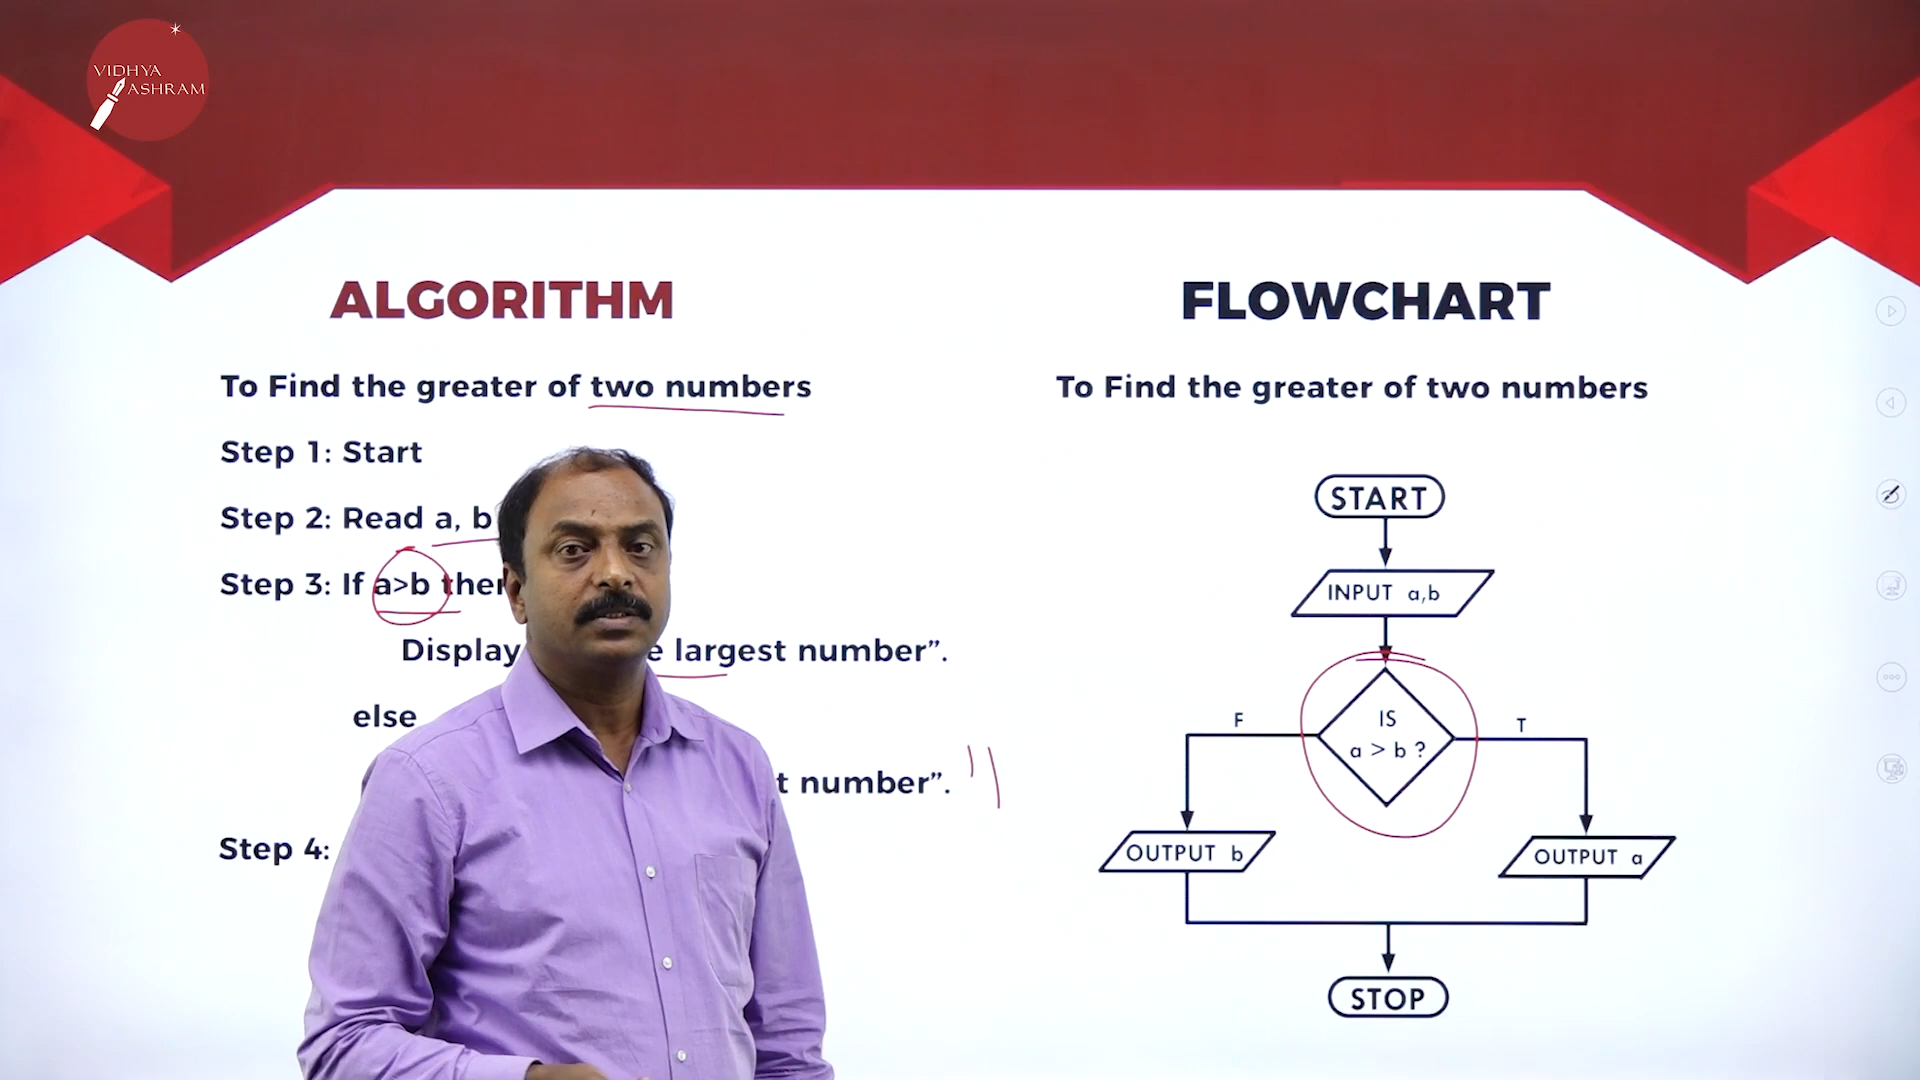 VIDHYA
ASHRAM
ALGORITHM
To Find the greater of two numbers
Step 1: Start
Step 2: Read a, b
Step 3: If a>b then
Display largest number”.
else
number”.
Step 4:
FLOWCHART
To Find the greater of two numbers
START
INPUT a,b
IS
a > b ?
F
T
OUTPUT b
OUTPUT a
STOP